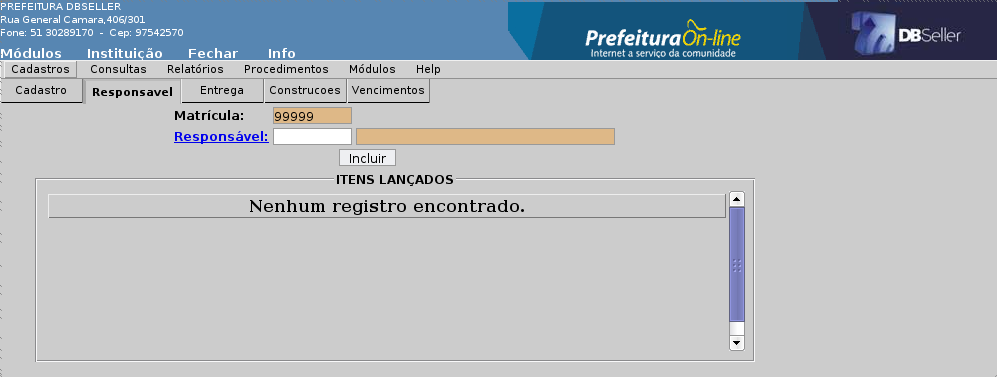 PREFEITURA DBSELLER
Rua General Camara,406/301
Fone: 51 30289170 - Cep: 97542570
Módulos Instituição Fechar Info
PrefeituraOn-line
Internet a serviço da comunidade
DBSeller
Cadastros Consultas Relatórios Procedimentos Módulos Help
Cadastro Responsavel Entrega Construcoes Vencimentos
Matrícula: 99999
Responsável:
Incluir
ITENS LANÇADOS
Nenhum registro encontrado.